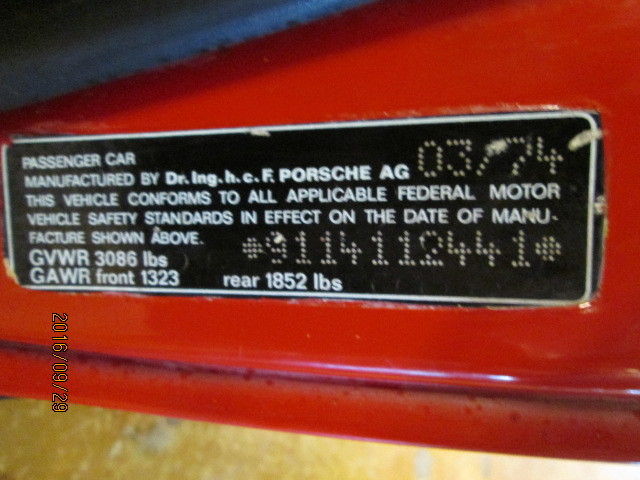 PASSENGER CAR
MANUFACTURED BY Dr. Ing. h. c. F. PORSCHE AG 03/74
THIS VEHICLE CONFORMS TO ALL APPLICABLE FEDERAL MOTOR
VEHICLE SAFETY STANDARDS IN EFFECT ON THE DATE OF MANU-
FACTURE SHOWN ABOVE. *9114112441*
GVWR 3086 lbs
GAWR front 1323 rear 1852 lbs
2016/09/29